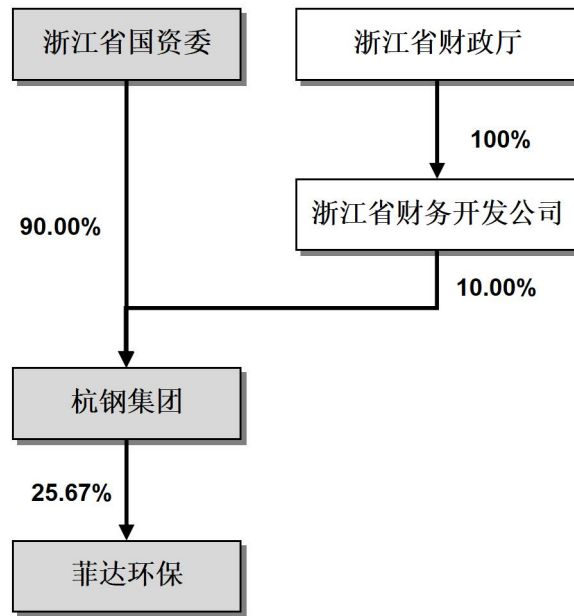 浙江省国资委
浙江省财政厅
100%
浙江省财务开发公司
90.00%
10.00%
杭钢集团
25.67%
菲达环保